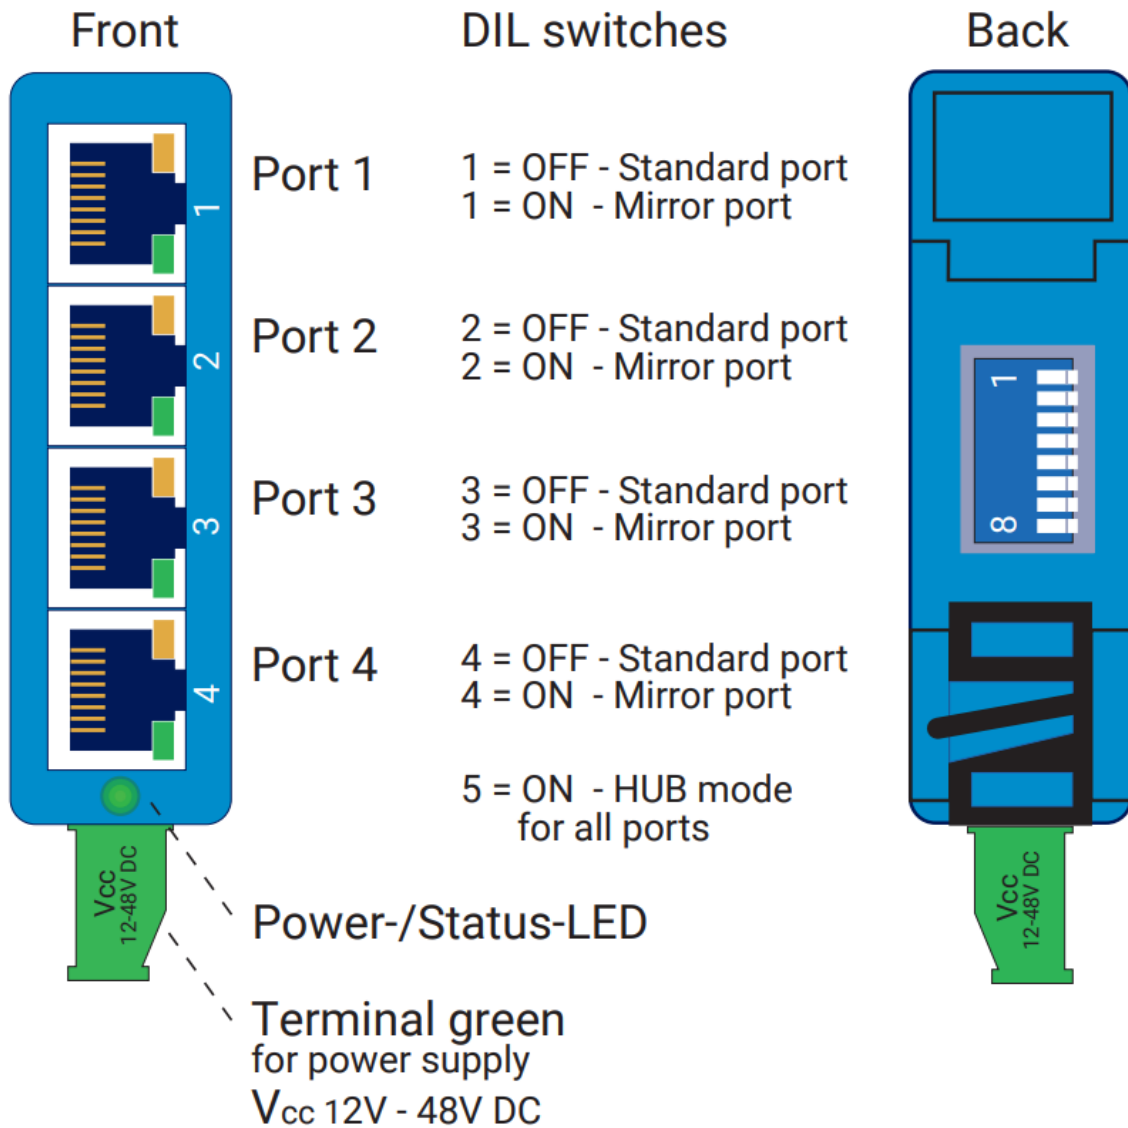 Front
DIL switches
Back
1
Port 1
1 = OFF - Standard port
1 = ON - Mirror port
2
Port 2
2 = OFF - Standard port
2 = ON - Mirror port
1
8
3
Port 3
3 = OFF - Standard port
3 = ON - Mirror port
4
Port 4
4 = OFF - Standard port
4 = ON - Mirror port
5 = ON - HUB mode
for all ports
Vcc
12-48V DC
Vcc
12-48V DC
Power-/Status-LED
Terminal green
for power supply
Vcc 12V - 48V DC